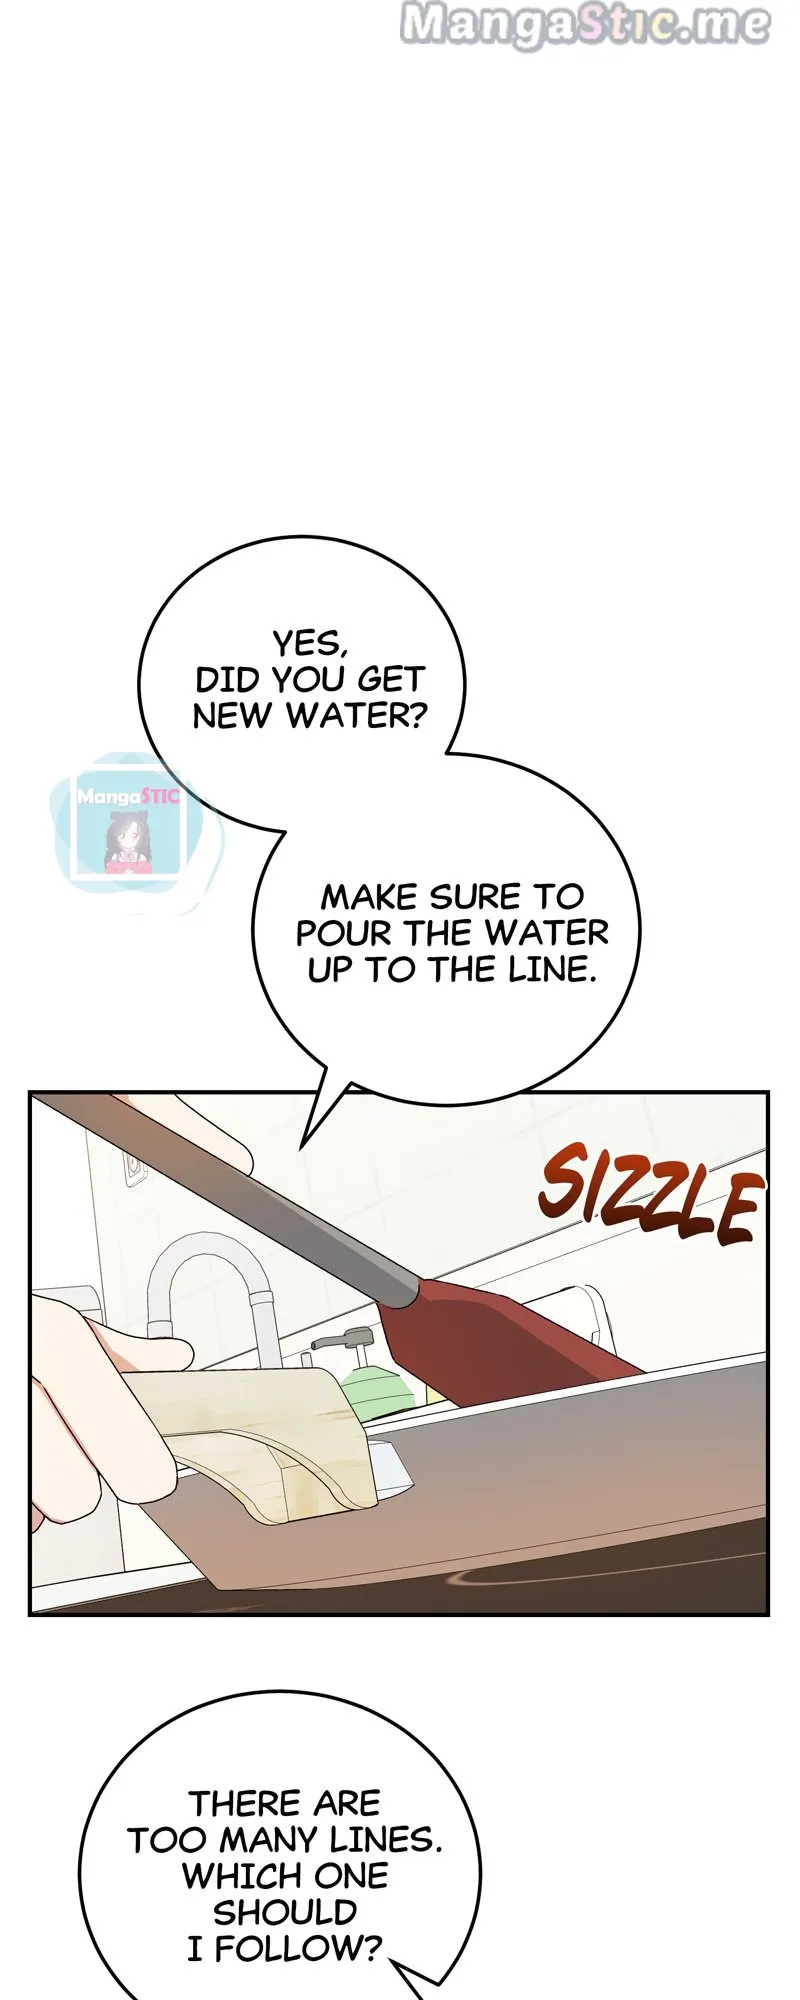 MangaStic.me
YES,
DID YOU GET
NEW WATER?
MangaSTIC
MAKE SURE TO
POUR THE WATER
UP TO THE LINE.
SIZZLE
THERE ARE
TOO MANY LINES.
WHICH ONE
SHOULD
I FOLLOW?